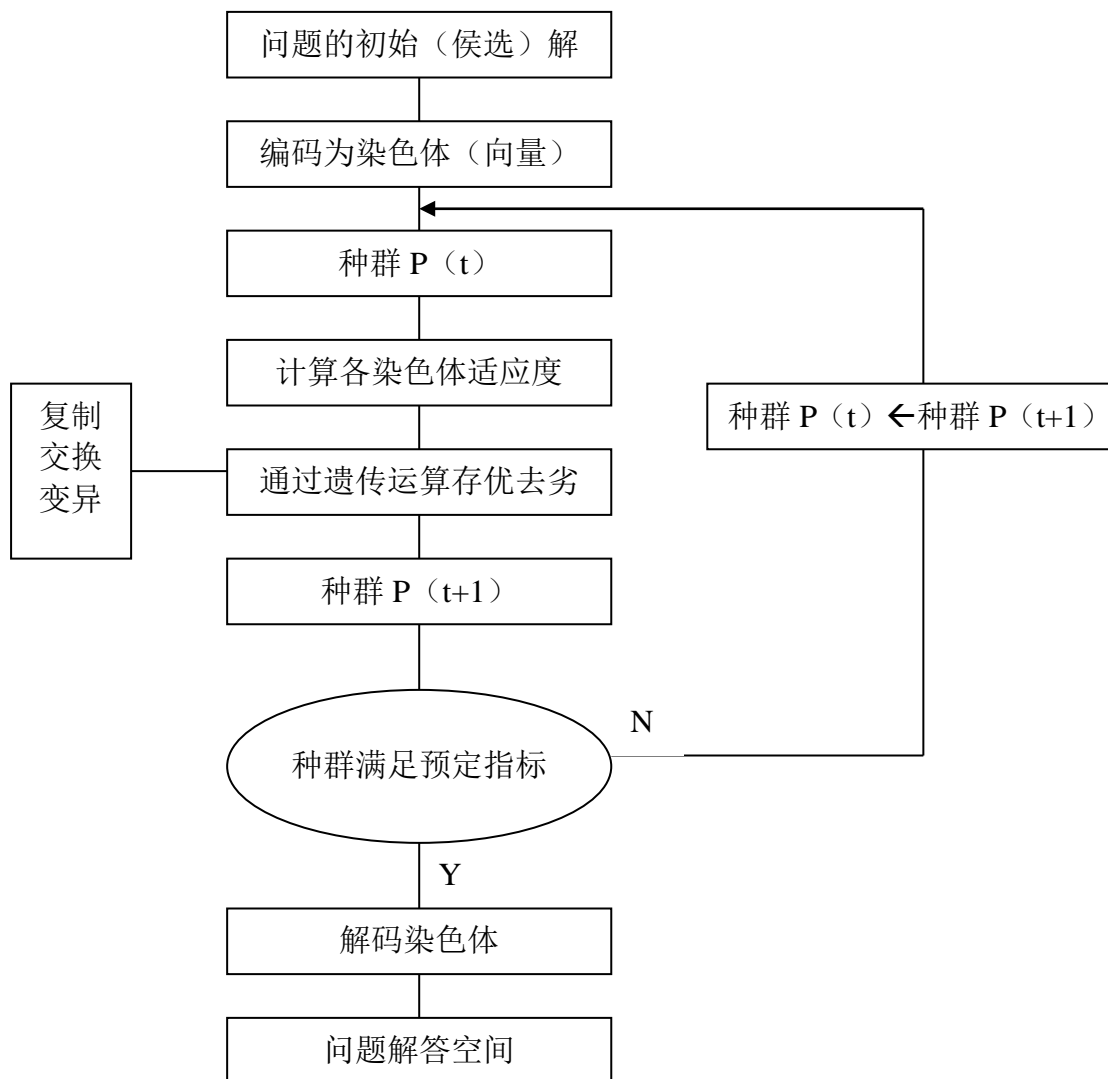 问题的初始（侯选）解
编码为染色体（向量）
种群 P（t）
计算各染色体适应度
复制
交换
变异
种群 P（t）←种群 P（t+1）
通过遗传运算存优去劣
种群 P（t+1）
N
种群满足预定指标
Y
解码染色体
问题解答空间